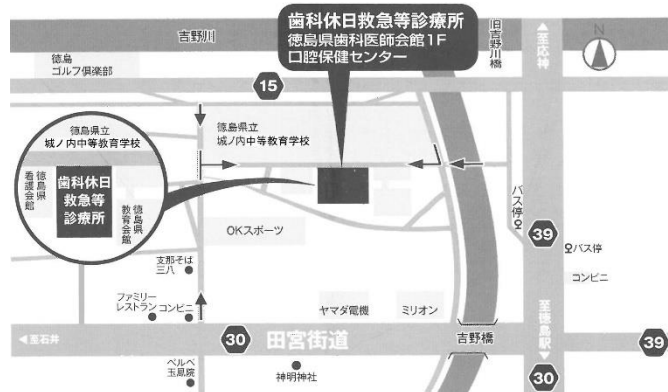 歯科休日救急等診療所
徳島県歯科医師会館1F
口腔保健センター
吉野川
旧吉野川橋
▲至応神
N
徳島
ゴルフ倶楽部
15
徳島県立
城ノ内中等教育学校
徳島県立
城ノ内中等教育学校
徳島県
看護会館
歯科休日
救急等
診療所
徳島県
教育会館
バス停
39
バス停
コンビニ
OKスポーツ
支那そば
三八
ファミリー
レストラン
コンビニ
ヤマダ電機
ミリオン
至徳島駅▼
◀至石井
30
田宮街道
吉野橋
39
30
ベルベ
玉鳳院
神明神社